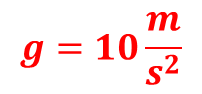 g = 10 m/s²